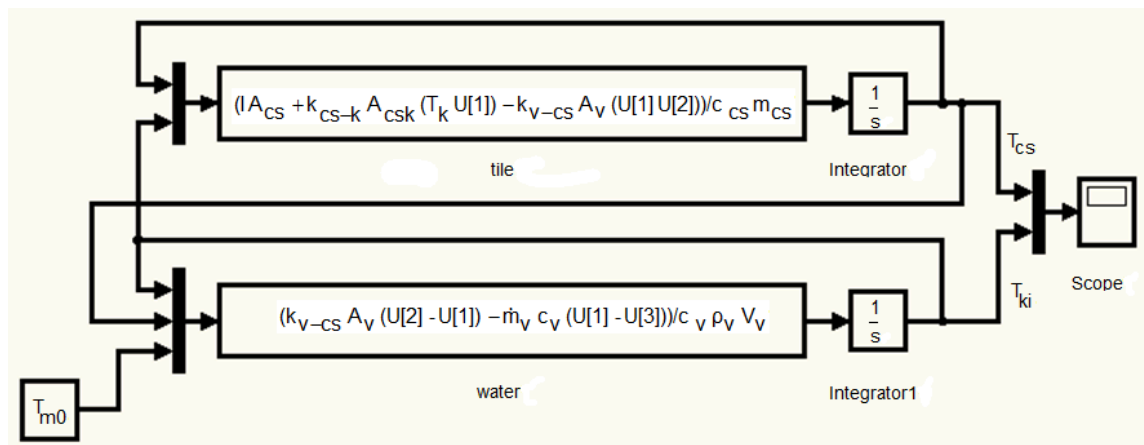 (I A_cs + k_cs–k A_csk (T_k U[1]) – k_v–cs A_v (U[1] U[2]))/c_cs m_cs
1
s
tile
Integrator
T_cs
(k_v–cs A_v (U[2] - U[1]) – ṁ_v c_v (U[1] - U[3]))/c_v ρ_v V_v
1
s
Scope
T_ki
water
Integrator1
T_m0